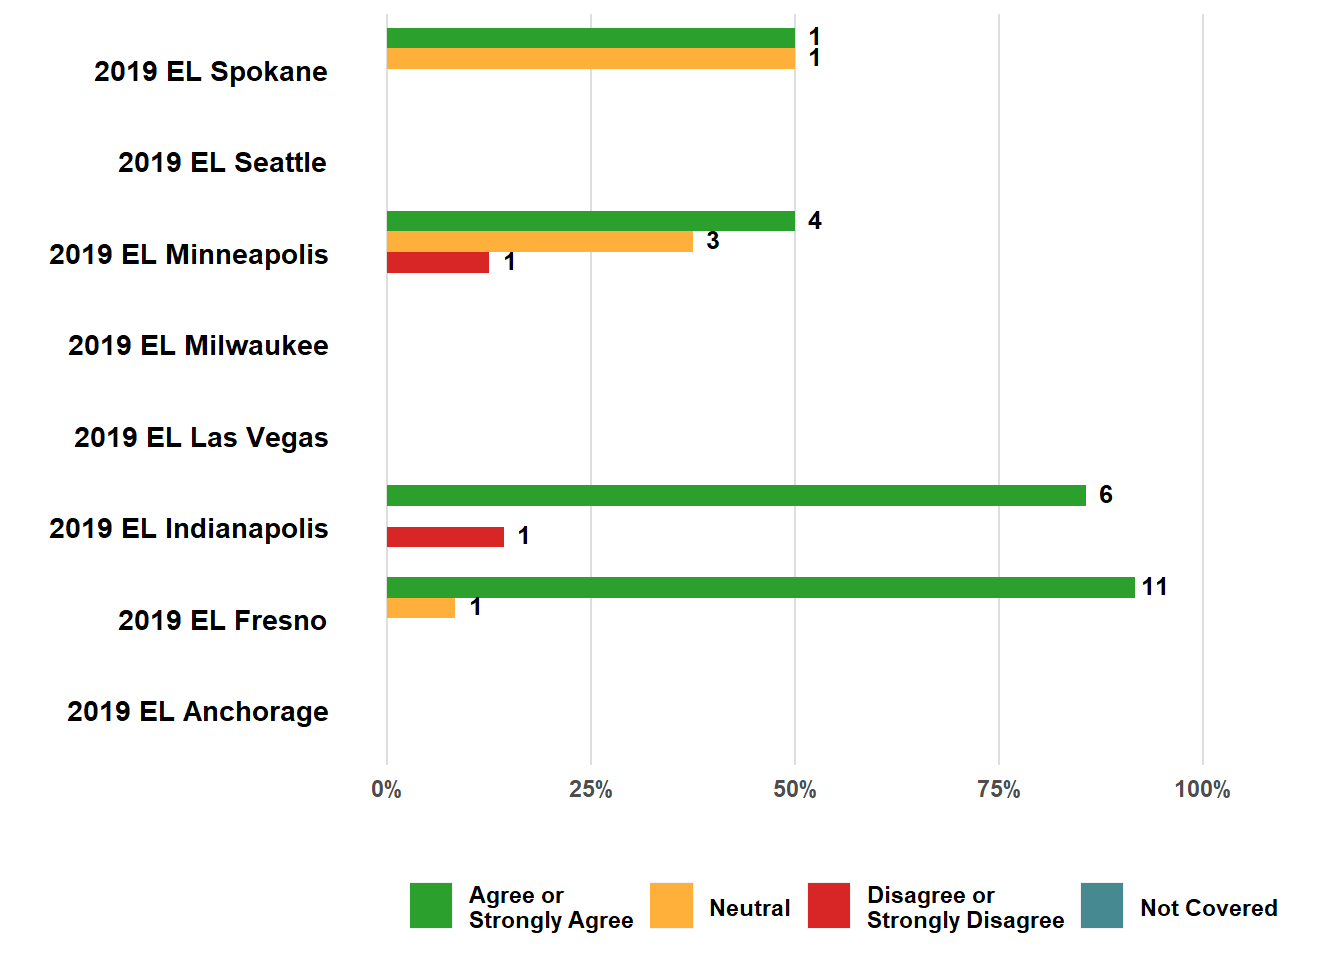 2019 EL Spokane
1
1
2019 EL Seattle
2019 EL Minneapolis
4
3
1
2019 EL Milwaukee
2019 EL Las Vegas
2019 EL Indianapolis
6
1
2019 EL Fresno
11
1
2019 EL Anchorage
0% 25% 50% 75% 100%
Agree or
Strongly Agree
Neutral
Disagree or
Strongly Disagree
Not Covered